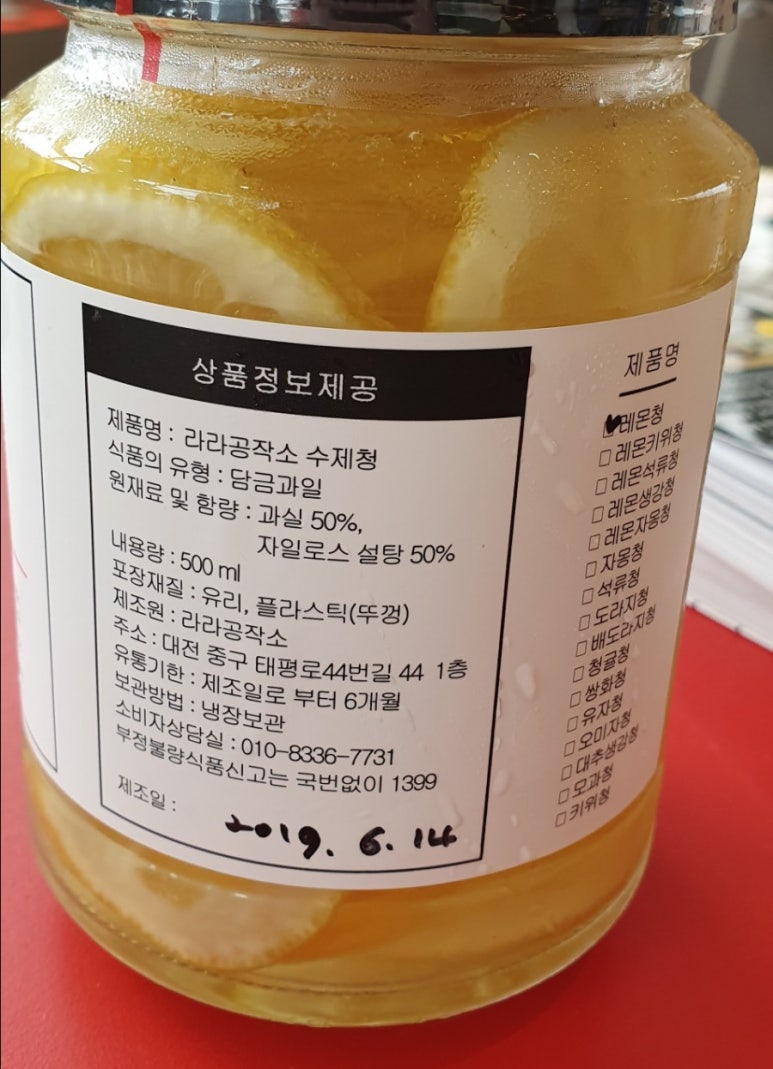 상품정보제공
제품명 : 라라공작소 수제청
식품의 유형 : 담금과일
원재료 및 함량 : 과실 50%,
자일로스 설탕 50%
내용량 : 500 ml
포장재질 : 유리, 플라스틱(뚜껑)
제조원 : 라라공작소
주소 : 대전 중구 태평로44번길 44 1층
유통기한 : 제조일로 부터 6개월
보관방법 : 냉장보관
소비자상담실 : 010-8336-7731
부정불량식품신고는 국번없이 1399
제조일 :
2019. 6. 14
제품명
레몬청
□ 레몬키위청
□ 레몬석류청
□ 레몬생강청
□ 레몬자몽청
□ 자몽청
□ 석류청
□ 도라지청
□ 배도라지청
□ 청귤청
□ 쌍화청
□ 유자청
□ 오미자청
□ 대추생강청
□ 모과청
□ 키위청